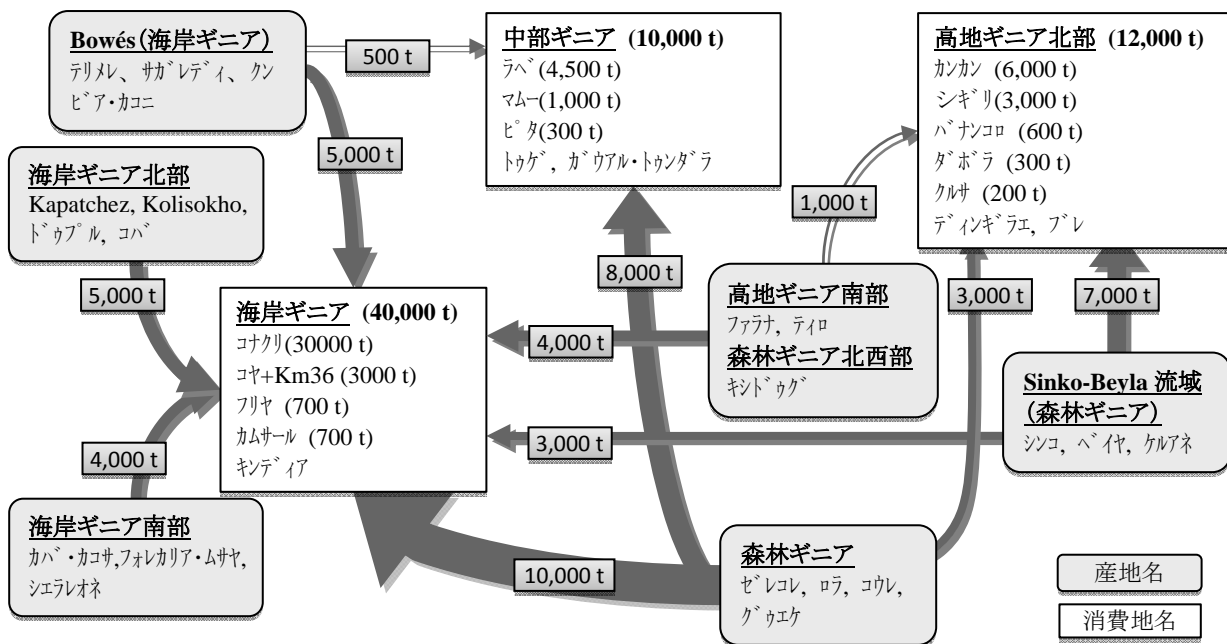 Bowés(海岸ギニア)
ﾃﾘﾒﾚ、ｻｶﾞﾚﾃﾞｨ、ｸﾝ
ﾋﾞｱ･ｶｺﾆ
500 t
5,000 t
中部ギニア (10,000 t)
ﾗﾍﾞ(4,500 t)
ﾏﾑｰ(1,000 t)
ﾋﾟﾀ(300 t)
ﾄｩｹﾞ, ｶﾞｳｱﾙ･ﾄｩﾝﾀﾞﾗ
高地ギニア北部 (12,000 t)
ｶﾝｶﾝ (6,000 t)
ｼｷﾞﾘ(3,000 t)
ﾊﾞﾅﾝｺﾛ (600 t)
ﾀﾞﾎﾞﾗ (300 t)
ｸﾙｻ (200 t)
ﾃﾞｨﾝｷﾞﾗｴ, ﾌﾞﾚ
海岸ギニア北部
Kapatchez, Kolisokho,
ﾄﾞｩﾌﾟﾙ, ｺﾊﾞ
5,000 t
1,000 t
8,000 t
3,000 t
7,000 t
海岸ギニア (40,000 t)
ｺﾅｸﾘ(30000 t)
ｺﾔ+Km36 (3000 t)
ﾌﾘﾔ (700 t)
ｶﾑｻｰﾙ (700 t)
ｷﾝﾃﾞｨｱ
4,000 t
高地ギニア南部
ﾌｧﾗﾅ, ﾃｨﾛ
森林ギニア北西部
ｷｼﾄﾞｩｸﾞ
Sinko-Beyla 流域
(森林ギニア)
ｼﾝｺ, ﾍﾞｲﾔ, ｹﾙｱﾈ
3,000 t
4,000 t
海岸ギニア南部
ｶﾊﾞ･ｶｺｻ,ﾌｫﾚｶﾘｱ･ﾑｻﾔ,
ｼｴﾗﾚｵﾈ
10,000 t
森林ギニア
ｾﾞﾚｺﾚ, ﾛﾗ, ｺｳﾚ,
ｸﾞｩｴｹ
産地名
消費地名